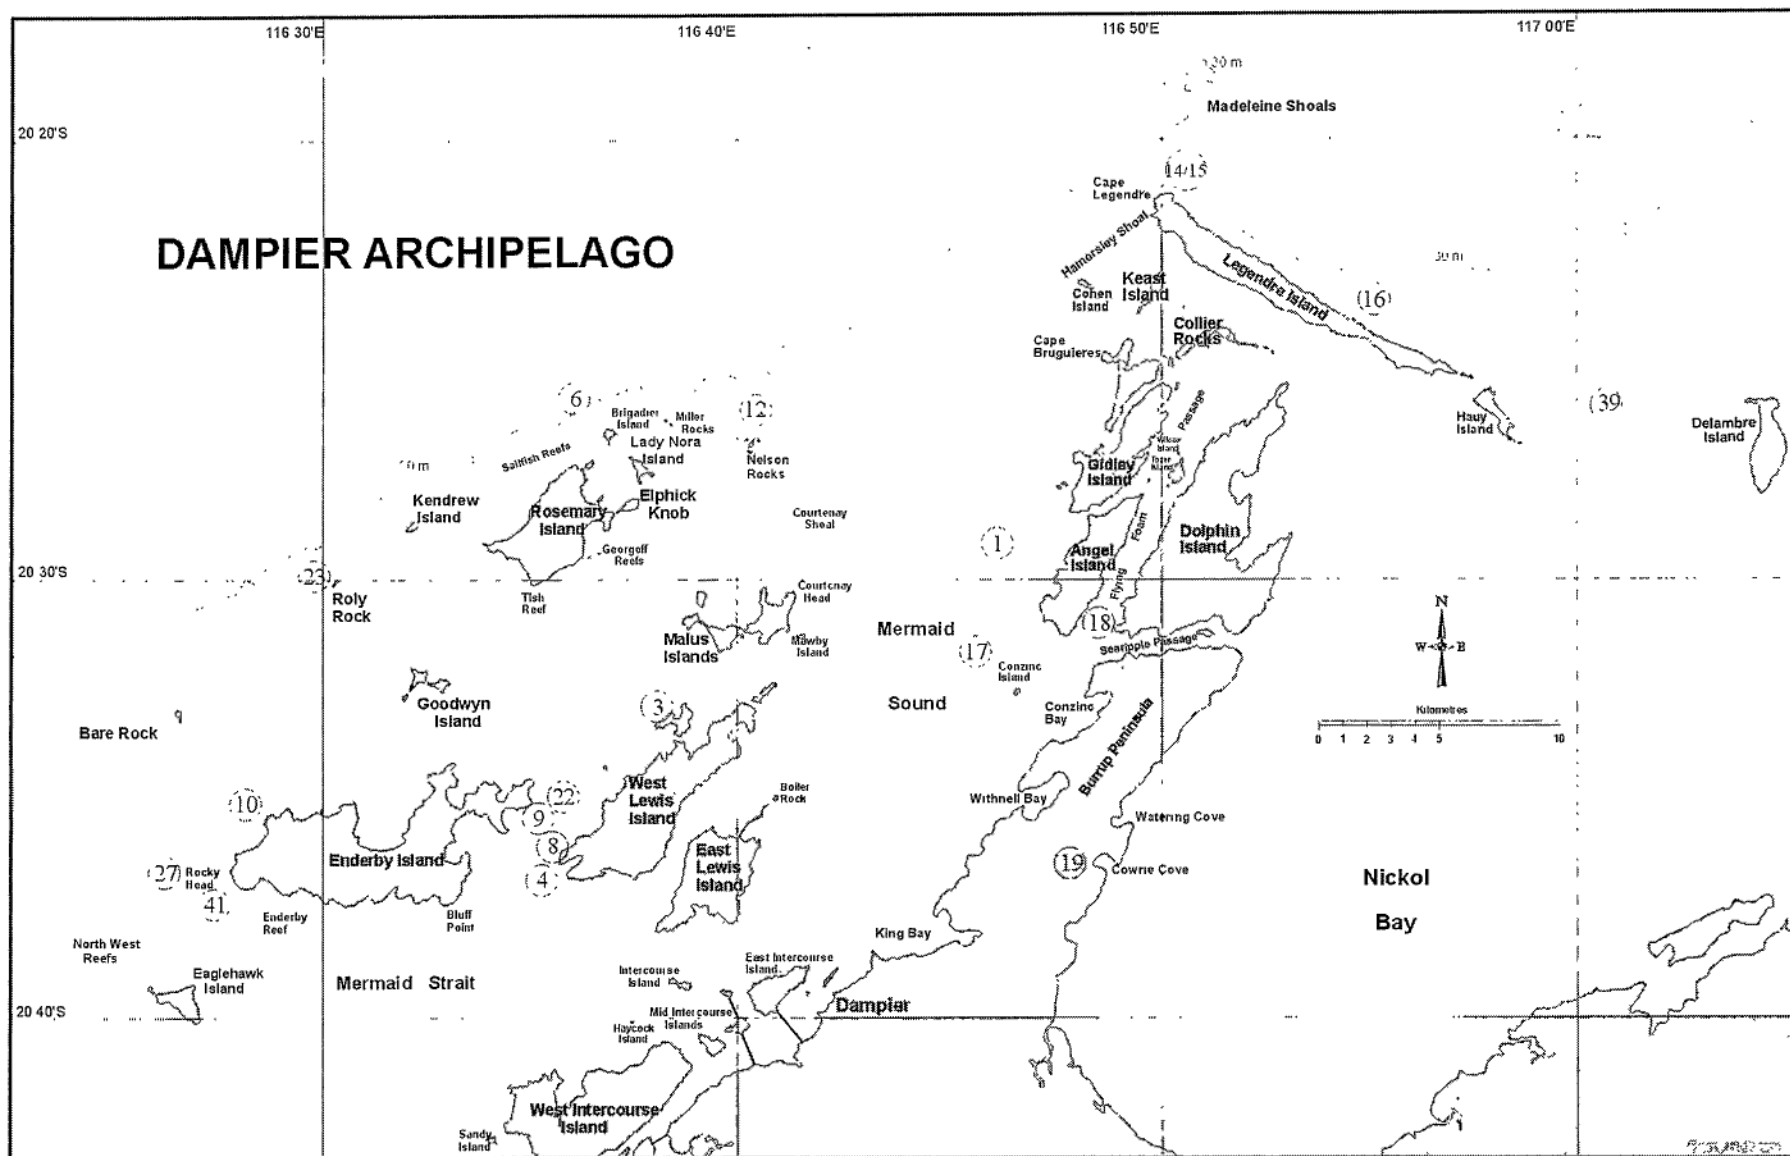 116 30'E
116 40'E
116 50'E
117 00'E
20 m
Madeleine Shoals
20 20'S
14/15
Cape
Legendre
DAMPIER ARCHIPELAGO
Hamersley Shoal
Keast
Island
Cohen
Island
Legendre Island
16
Collier
Rocks
Cape
Bruguieres
6
12
39
Brigadier
Island
Miller
Rocks
Lady Nora
Island
Sailfish Reefs
Nelson
Rocks
Passage
Hauy
Island
Delambre
Island
Gidley
Island
Kendrew
Island
Rosemary
Island
Elphick
Knob
Courtenay
Shoal
1
Angel
Island
Foam
Dolphin
Island
Georgoff
Reefs
20 30'S
23
Roly
Rock
Tish
Reef
Courtenay
Head
Flying
18
N
W
E
Malus
Islands
Mawby
Island
Mermaid
17
Searipple Passage
Conzinc
Island
Goodwyn
Island
3
Sound
Conzinc
Bay
Burrup Peninsula
Kilometres
0 1 2 3 4 5 10
Bare Rock
10
22
West
Lewis
Island
Boiler
Rock
Withnell Bay
Watering Cove
9
8
4
Enderby Island
East
Lewis
Island
19
Cowrie Cove
Nickol
Bay
27
Rocky
Head
41
Enderby
Reef
Bluff
Point
King Bay
North West
Reefs
Eaglehawk
Island
Mermaid Strait
Intercourse
Island
East Intercourse
Island
20 40'S
Mid Intercourse
Islands
Dampier
Haycock
Island
West Intercourse
Island
Sandy
Island